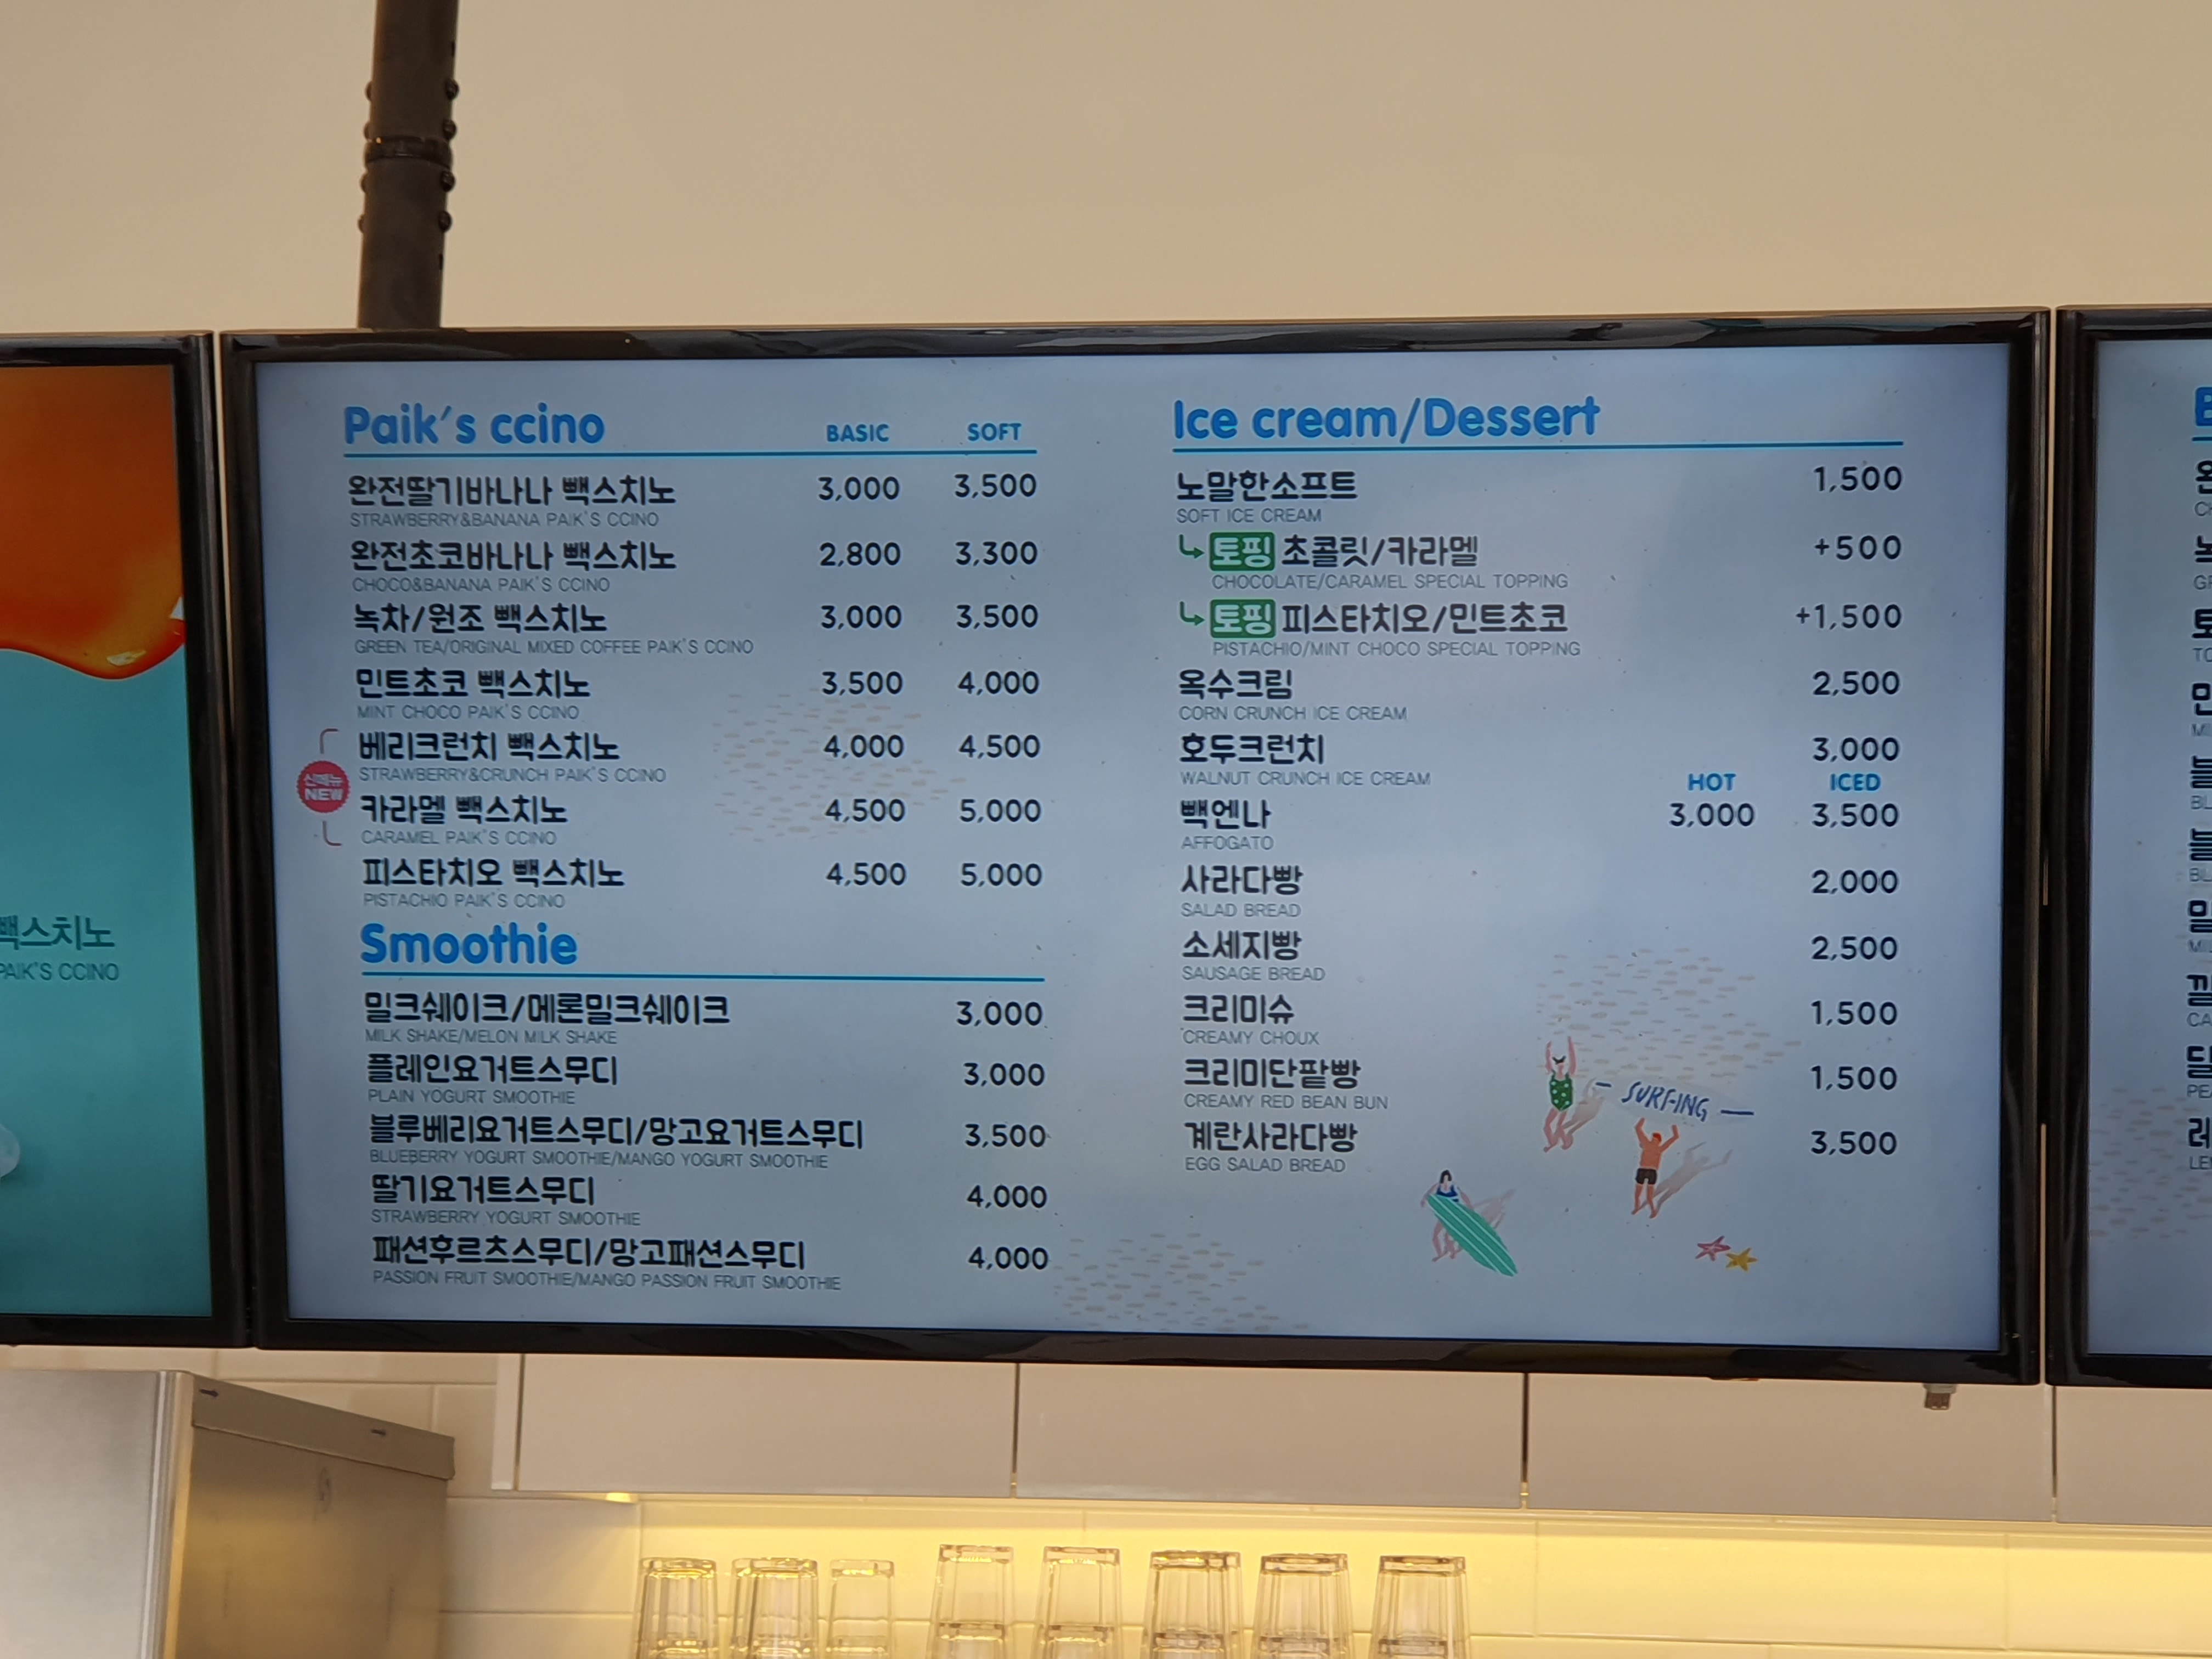 Paik's ccino BASIC SOFT
완전딸기바나나 빽스치노 3,000 3,500
STRAWBERRY&BANANA PAIK'S CCINO
완전초코바나나 빽스치노 2,800 3,300
CHOCO&BANANA PAIK'S CCINO
녹차/원조 빽스치노 3,000 3,500
GREEN TEA/ORIGINAL MIXED COFFEE PAIK'S CCINO
민트초코 빽스치노 3,500 4,000
MINT CHOCO PAIK'S CCINO
베리크런치 빽스치노 4,000 4,500
STRAWBERRY&CRUNCH PAIK'S CCINO
신메뉴
NEW
카라멜 빽스치노 4,500 5,000
CARAMEL PAIK'S CCINO
피스타치오 빽스치노 4,500 5,000
PISTACHIO PAIK'S CCINO
Smoothie
밀크쉐이크/메론밀크쉐이크 3,000
MILK SHAKE/MELON MILK SHAKE
플레인요거트스무디 3,000
PLAIN YOGURT SMOOTHIE
블루베리요거트스무디/망고요거트스무디 3,500
BLUEBERRY YOGURT SMOOTHIE/MANGO YOGURT SMOOTHIE
딸기요거트스무디 4,000
STRAWBERRY YOGURT SMOOTHIE
패션후르츠스무디/망고패션스무디 4,000
PASSION FRUIT SMOOTHIE/MANGO PASSION FRUIT SMOOTHIE
Ice cream/Dessert
노말한소프트 1,500
SOFT ICE CREAM
토핑 초콜릿/카라멜 +500
CHOCOLATE/CARAMEL SPECIAL TOPPING
토핑 피스타치오/민트초코 +1,500
PISTACHIO/MINT CHOCO SPECIAL TOPPING
옥수크림 2,500
CORN CRUNCH ICE CREAM
호두크런치 3,000
WALNUT CRUNCH ICE CREAM
HOT ICED
빽엔나 3,000 3,500
AFFOGATO
사라다빵 2,000
SALAD BREAD
소세지빵 2,500
SAUSAGE BREAD
크리미슈 1,500
CREAMY CHOUX
크리미단팥빵 1,500
CREAMY RED BEAN BUN
계란사라다빵 3,500
EGG SALAD BREAD
SURFING
빽스치노
PAIK'S CCINO